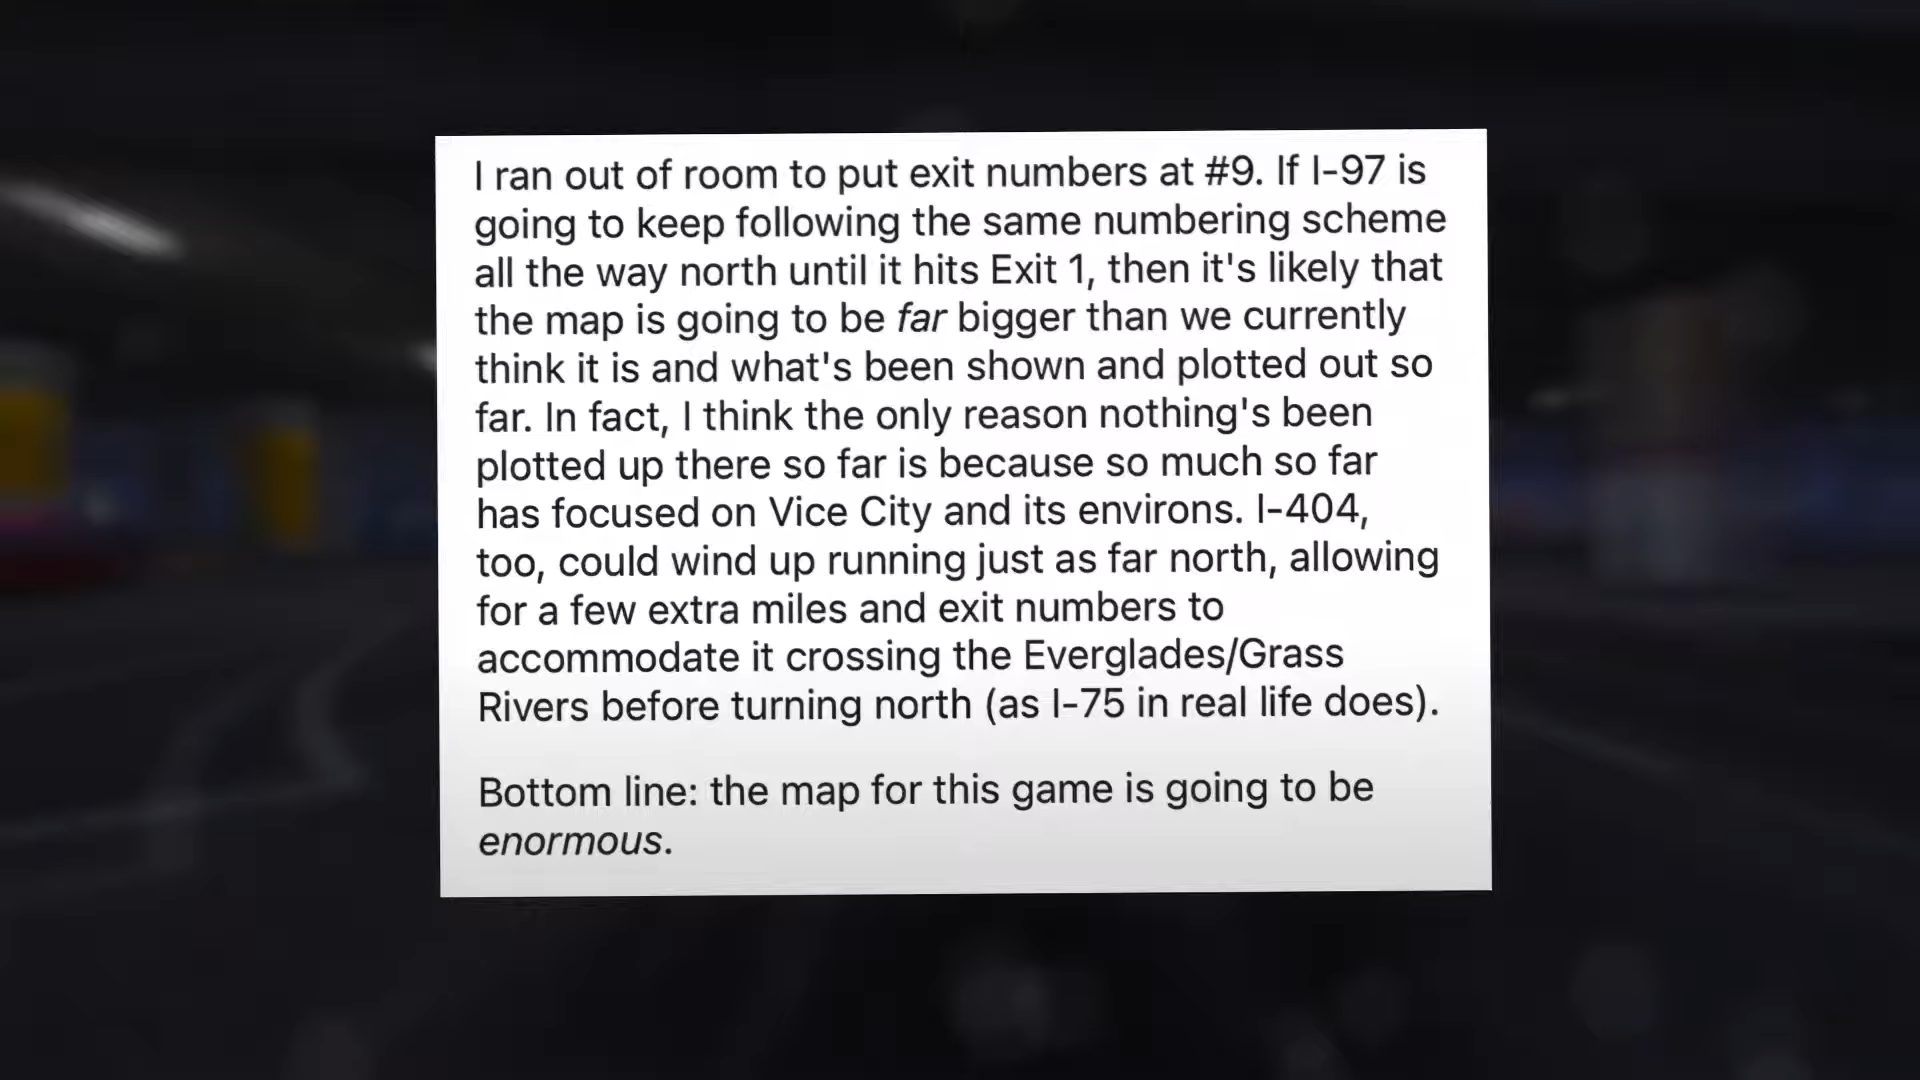 I ran out of room to put exit numbers at #9. If I-97 is
going to keep following the same numbering scheme
all the way north until it hits Exit 1, then it's likely that
the map is going to be far bigger than we currently
think it is and what's been shown and plotted out so
far. In fact, I think the only reason nothing's been
plotted up there so far is because so much so far
has focused on Vice City and its environs. I-404,
too, could wind up running just as far north, allowing
for a few extra miles and exit numbers to
accommodate it crossing the Everglades/Grass
Rivers before turning north (as I-75 in real life does).
Bottom line: the map for this game is going to be
enormous.